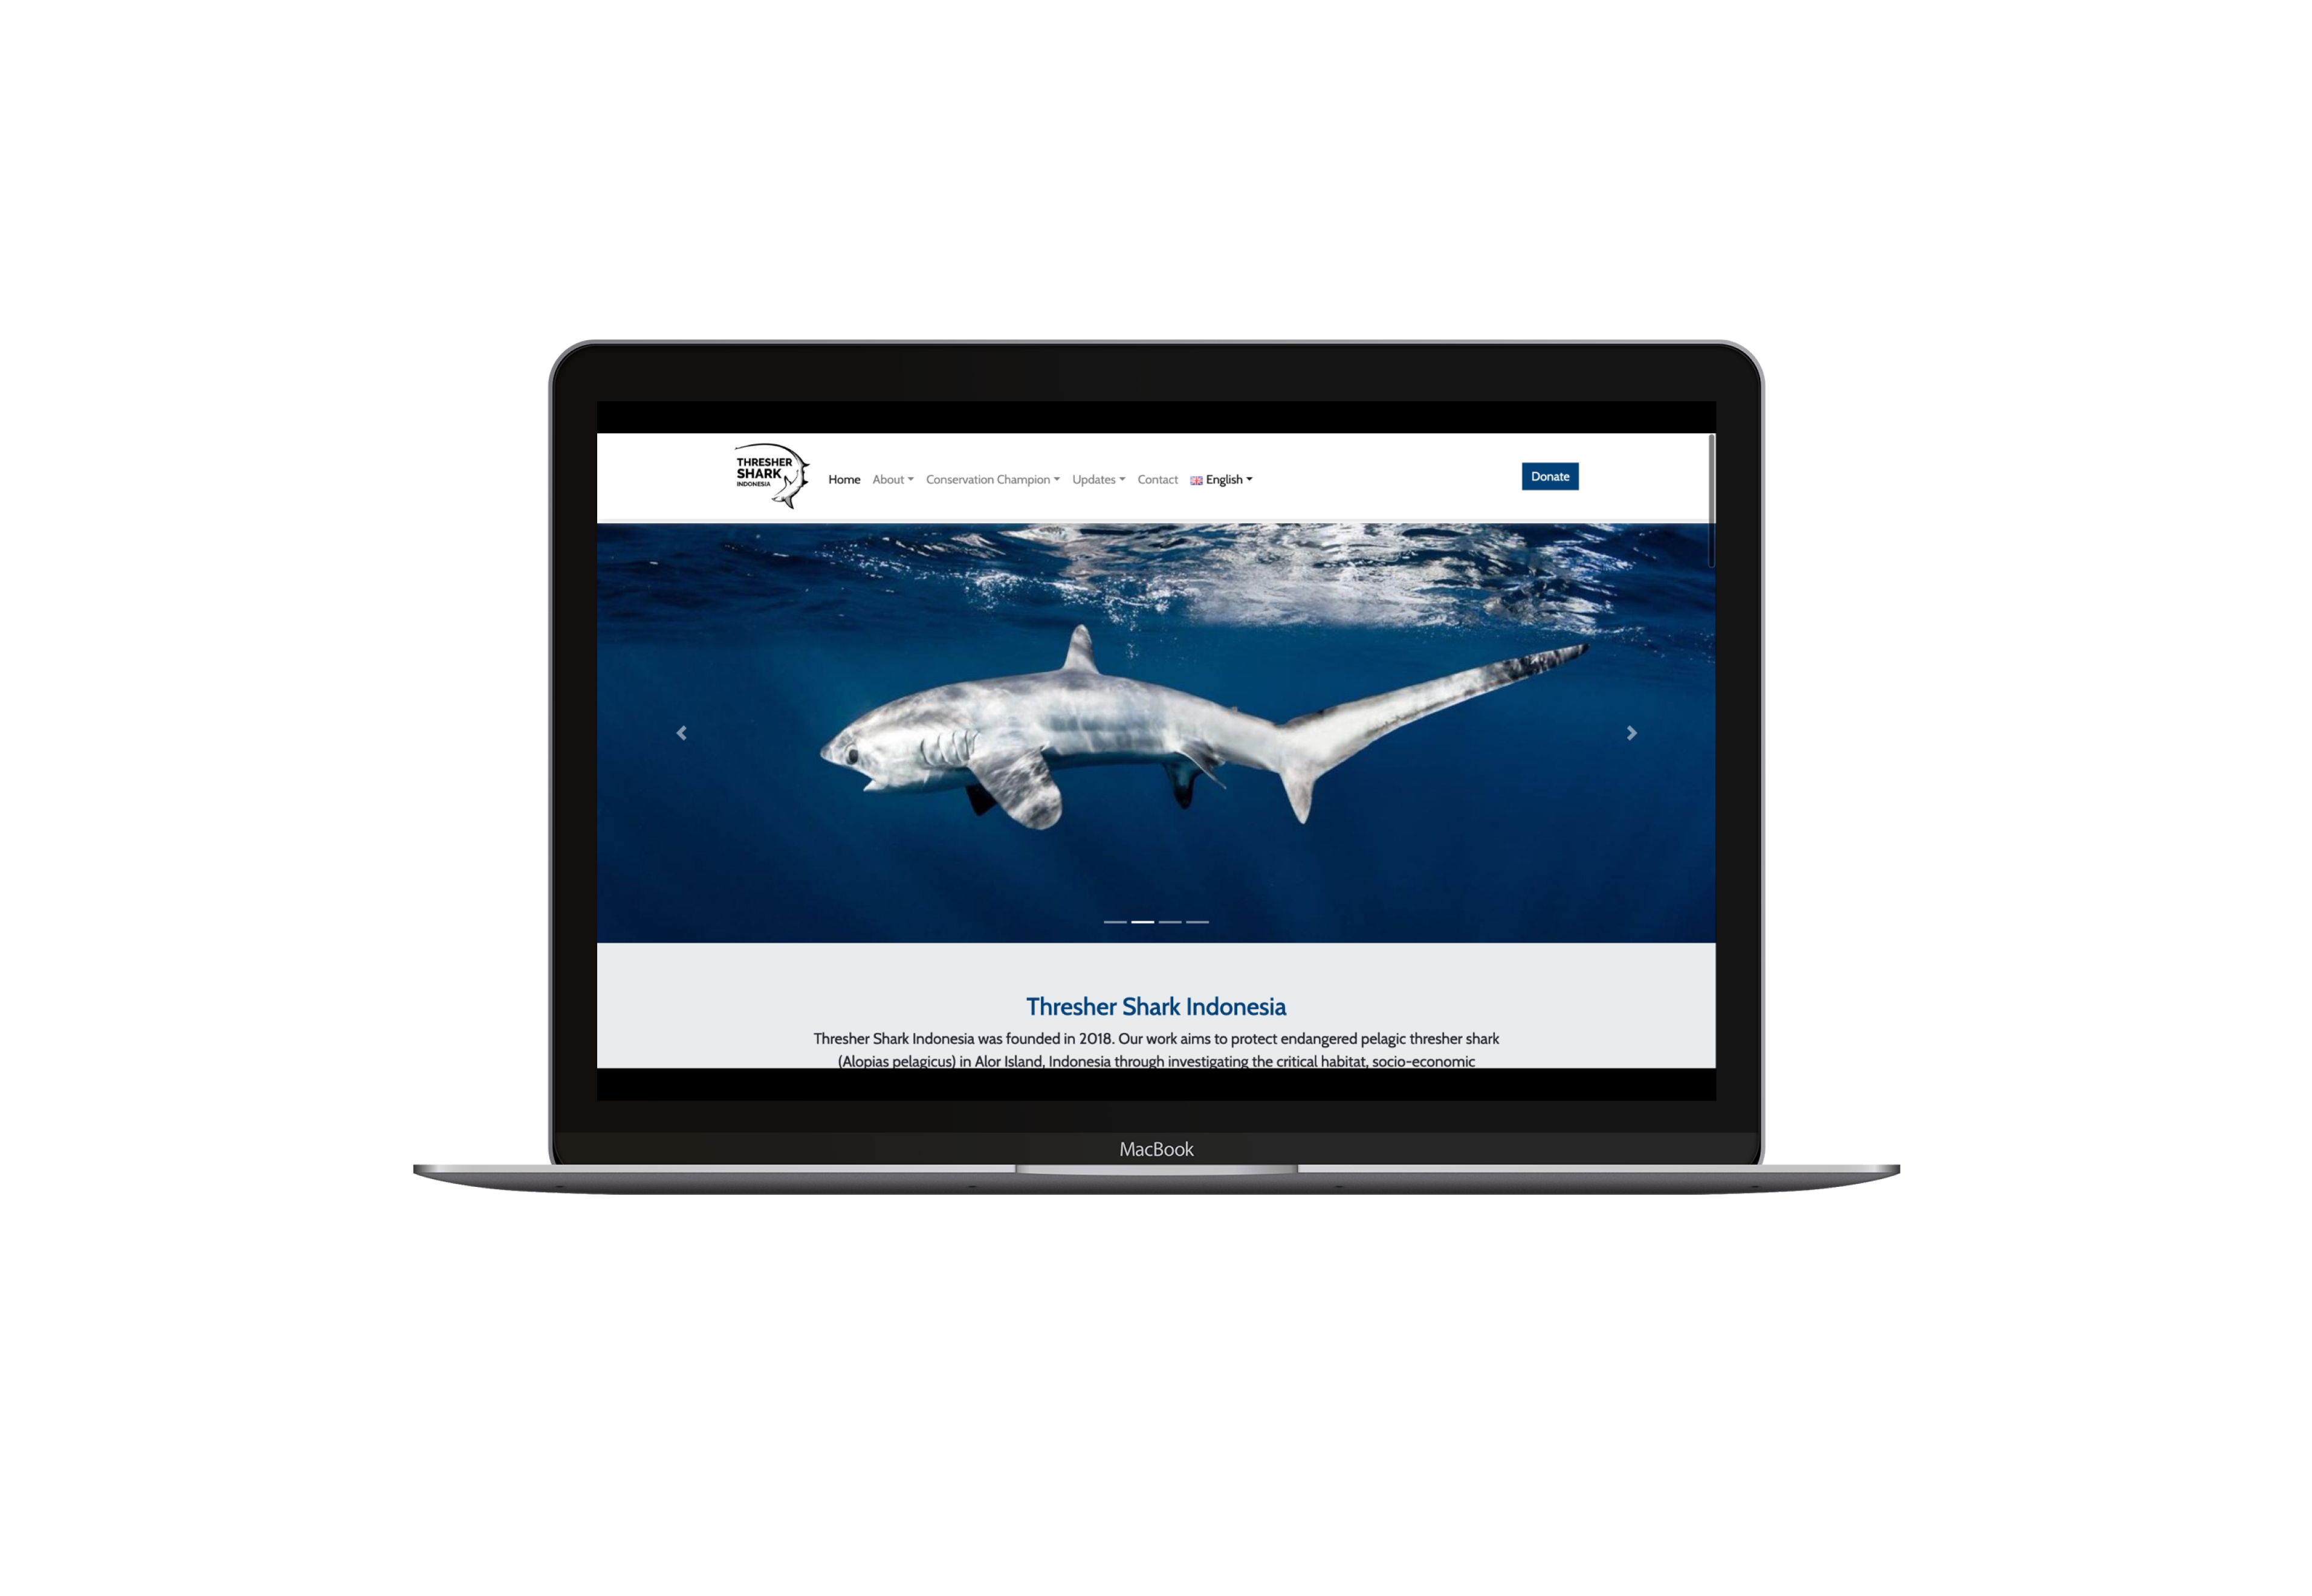 THRESHER
SHARK
INDONESIA
Home About Conservation Champion Updates Contact English Donate
Thresher Shark Indonesia
Thresher Shark Indonesia was founded in 2018. Our work aims to protect endangered pelagic thresher shark
(Alopias pelagicus) in Alor Island, Indonesia through investigating the critical habitat, socio-economic
MacBook